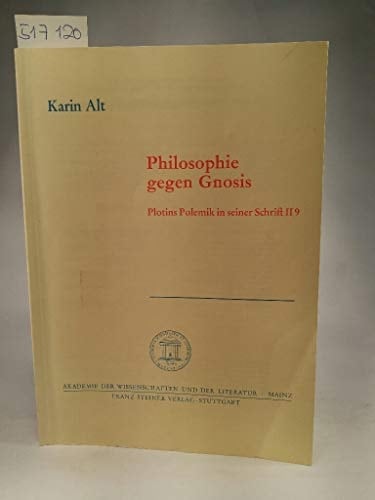 517 120
Karin Alt
Philosophie
gegen Gnosis
Plotins Polemik in seiner Schrift II 9
AKADEMIE DER WISSENSCHAFTEN UND DER LITERATUR · MAINZ
FRANZ STEINER VERLAG · STUTTGART